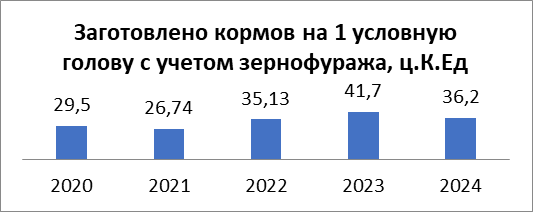 Заготовлено кормов на 1 условную
голову с учетом зернофуража, ц.К.Ед
29,5 26,74 35,13 41,7 36,2
2020 2021 2022 2023 2024